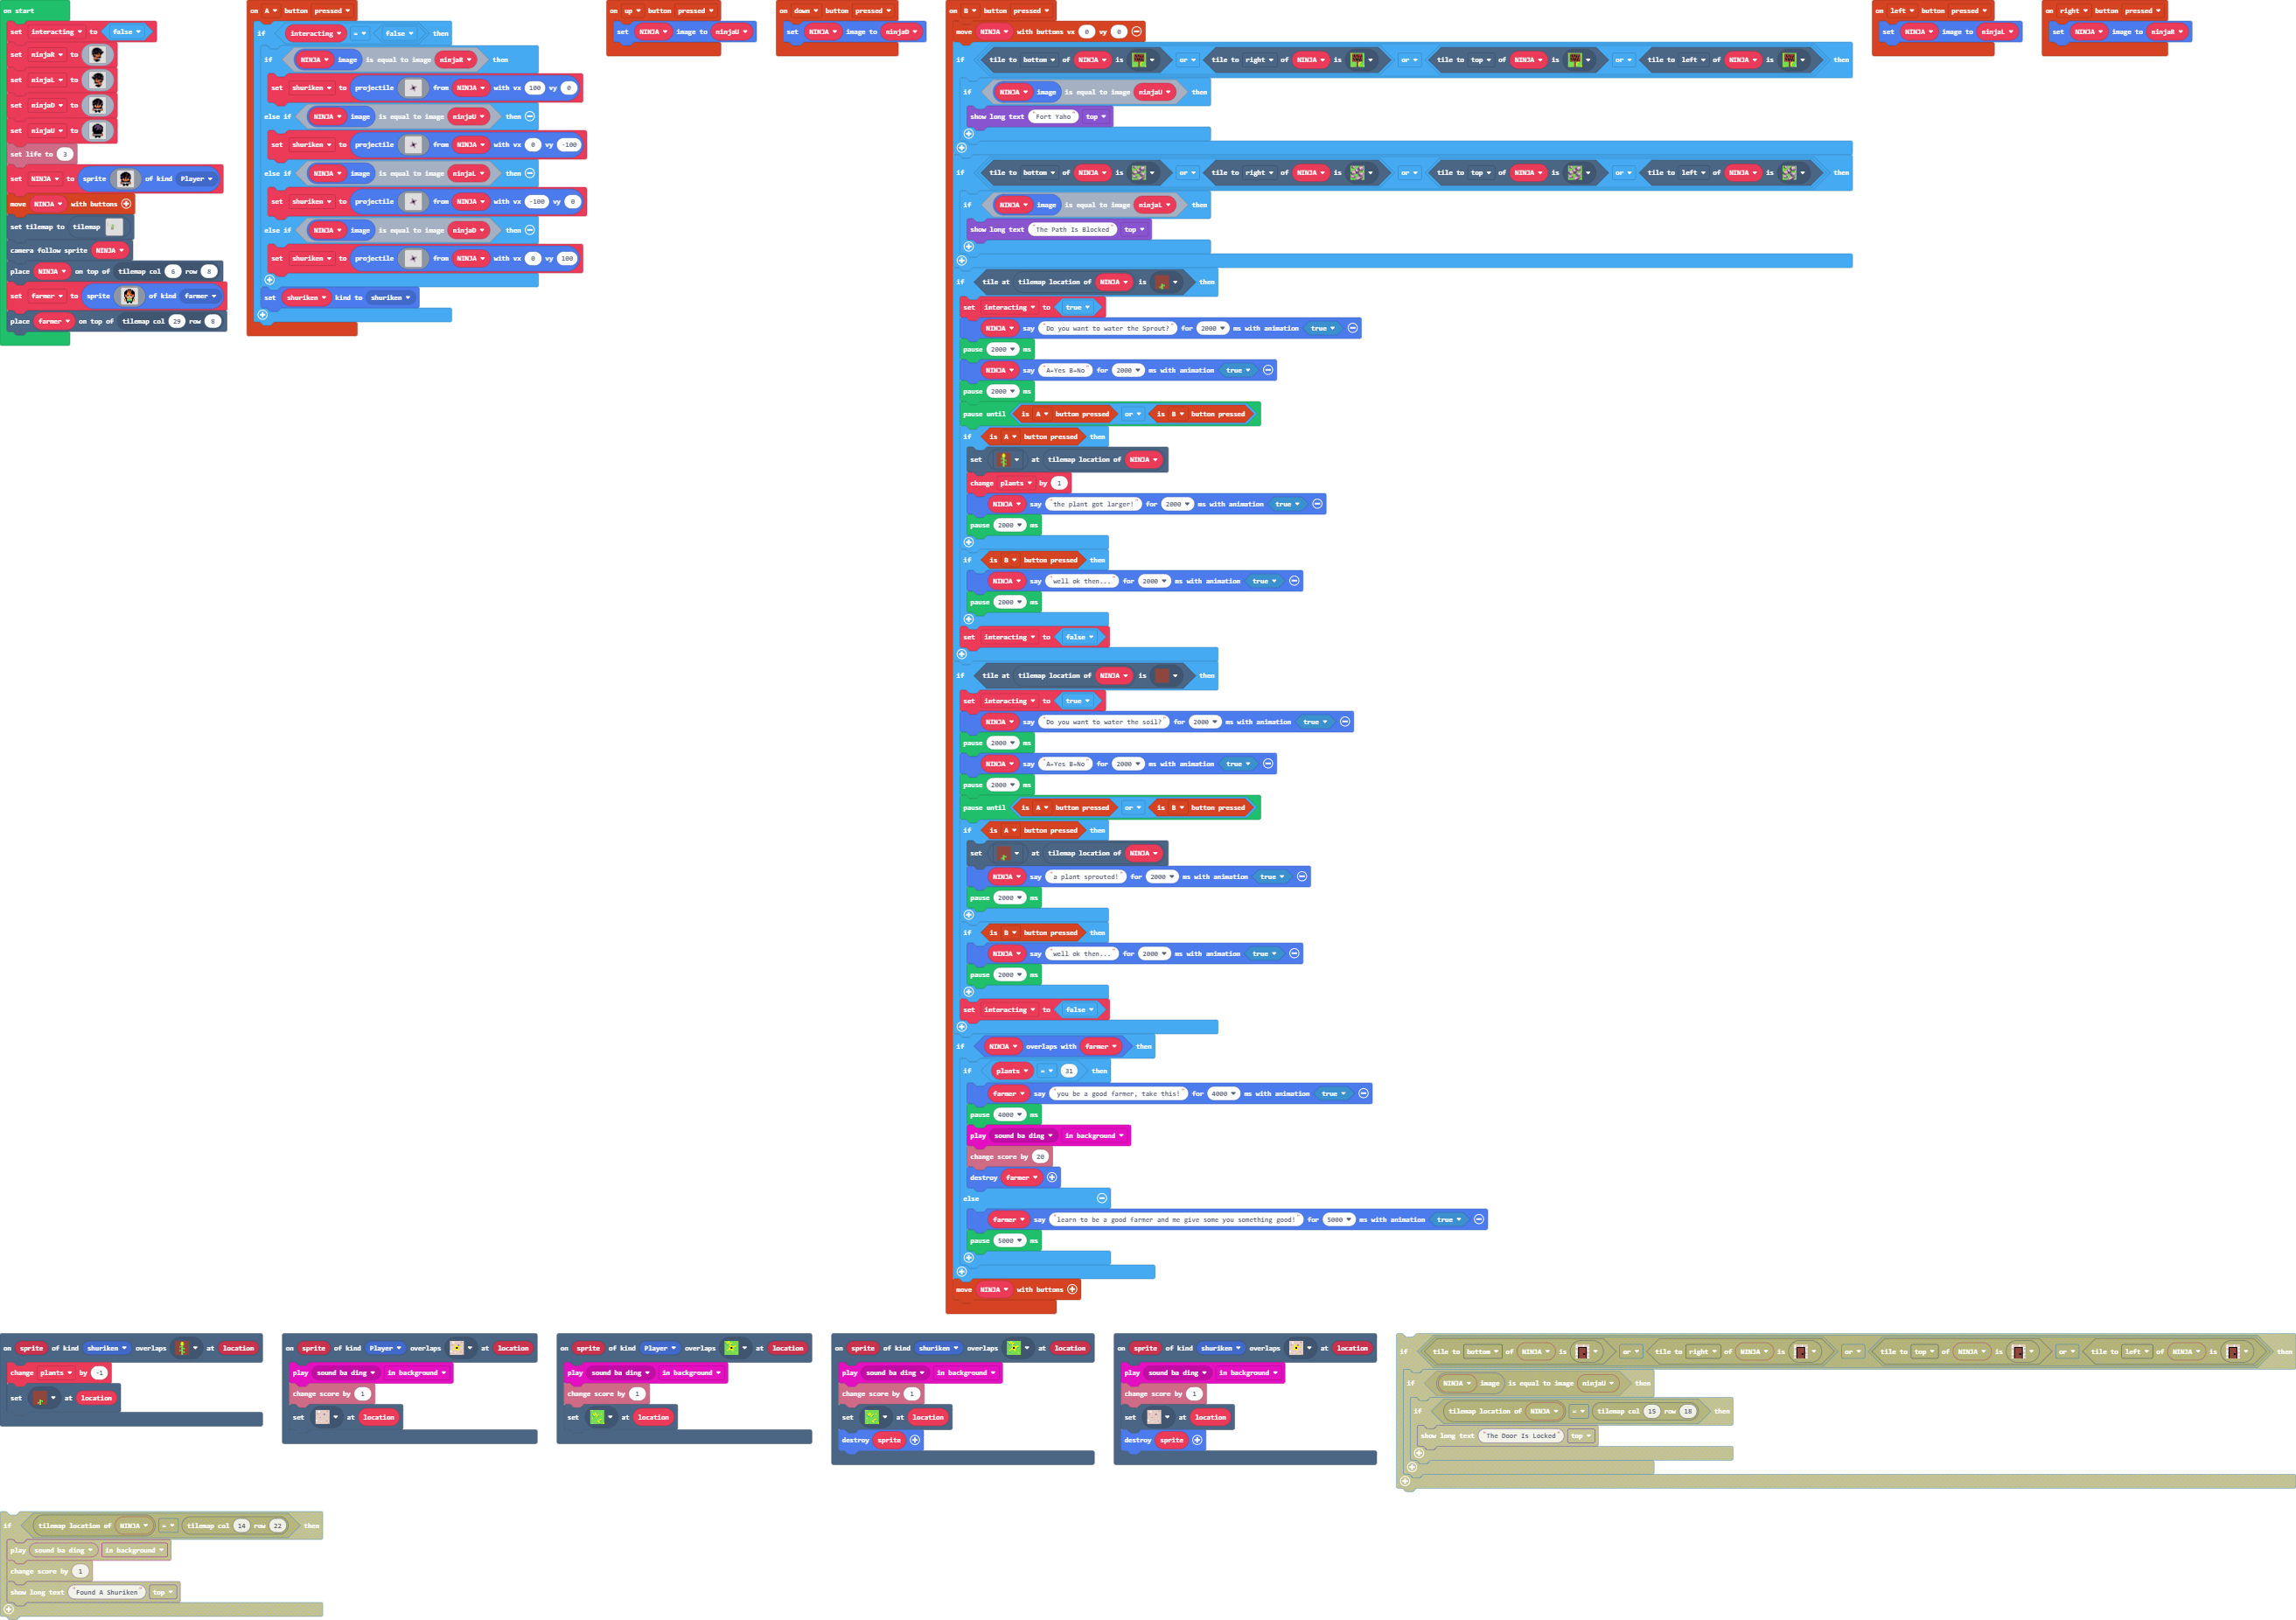 on start
set interacting to false
set ninjaR to
set ninjaL to
set ninjaD to
set ninjaU to
set life to 3
set NINJA to sprite of kind Player
move NINJA with buttons
set tilemap to tilemap
camera follow sprite NINJA
place NINJA on top of tilemap col 6 row 8
set farmer to sprite of kind farmer
place farmer on top of tilemap col 29 row 8
on A button pressed
if interacting = false then
if NINJA image is equal to image ninjaR then
set shuriken to projectile from NINJA with vx 100 vy 0
else if NINJA image is equal to image ninjaU then
set shuriken to projectile from NINJA with vx 0 vy -100
else if NINJA image is equal to image ninjaL then
set shuriken to projectile from NINJA with vx -100 vy 0
else if NINJA image is equal to image ninjaD then
set shuriken to projectile from NINJA with vx 0 vy 100
set shuriken kind to shuriken
on up button pressed
set NINJA image to ninjaU
on down button pressed
set NINJA image to ninjaD
on B button pressed
move NINJA with buttons vx 0 vy 0
if tile to bottom of NINJA is or tile to right of NINJA is or tile to top of NINJA is or tile to left of NINJA is then
if NINJA image is equal to image ninjaU then
show long text "Fort Yaho" top
if tile to bottom of NINJA is or tile to right of NINJA is or tile to top of NINJA is or tile to left of NINJA is then
if NINJA image is equal to image ninjaL then
show long text "The Path Is Blocked" top
if tile at tilemap location of NINJA is then
set interacting to true
NINJA say "Do you want to water the Sprout?" for 2000 ms with animation true
pause 2000 ms
NINJA say "A=Yes B=No" for 2000 ms with animation true
pause 2000 ms
pause until is A button pressed or is B button pressed
if is A button pressed then
set at tilemap location of NINJA
change plants by 1
NINJA say "the plant got larger!" for 2000 ms with animation true
pause 2000 ms
if is B button pressed then
NINJA say "well ok then..." for 2000 ms with animation true
pause 2000 ms
set interacting to false
if tile at tilemap location of NINJA is then
set interacting to true
NINJA say "Do you want to water the soil?" for 2000 ms with animation true
pause 2000 ms
NINJA say "A=Yes B=No" for 2000 ms with animation true
pause 2000 ms
pause until is A button pressed or is B button pressed
if is A button pressed then
set at tilemap location of NINJA
NINJA say "a plant sprouted!" for 2000 ms with animation true
pause 2000 ms
if is B button pressed then
NINJA say "well ok then..." for 2000 ms with animation true
pause 2000 ms
set interacting to false
if NINJA overlaps with farmer then
if plants = 31 then
farmer say "you be a good farmer, take this!" for 4000 ms with animation true
pause 4000 ms
play sound ba ding in background
change score by 20
destroy farmer
else
farmer say "learn to be a good farmer and me give some you something good!" for 5000 ms with animation true
pause 5000 ms
move NINJA with buttons
on left button pressed
set NINJA image to ninjaL
on right button pressed
set NINJA image to ninjaR
on sprite of kind shuriken overlaps at location
change plants by -1
set at location
on sprite of kind Player overlaps at location
play sound ba ding in background
change score by 1
set at location
on sprite of kind Player overlaps at location
play sound ba ding in background
change score by 1
set at location
on sprite of kind shuriken overlaps at location
play sound ba ding in background
change score by 1
set at location
destroy sprite
on sprite of kind shuriken overlaps at location
play sound ba ding in background
change score by 1
set at location
destroy sprite
if tile to bottom of NINJA is or tile to right of NINJA is or tile to top of NINJA is or tile to left of NINJA is then
if NINJA image is equal to image ninjaU then
if tilemap location of NINJA = tilemap col 15 row 18 then
show long text "The Door Is Locked" top
if tilemap location of NINJA = tilemap col 14 row 22 then
play sound ba ding in background
change score by 1
show long text "Found A Shuriken" top